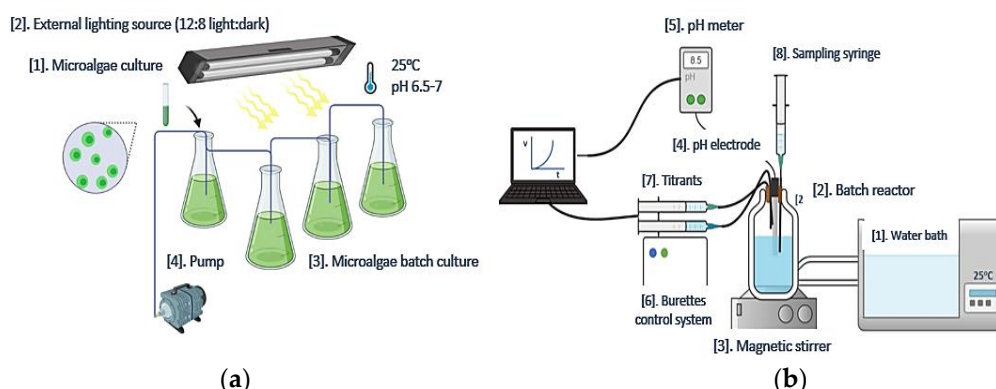 [2]. External lighting source (12:8 light:dark)
[1]. Microalgae culture
25ºC
pH 6.5-7
[4]. Pump
[3]. Microalgae batch culture
(a)
[5]. pH meter
8.5
pH
[8]. Sampling syringe
[4]. pH electrode
V
t
[7]. Titrants
[2
[2]. Batch reactor
[1]. Water bath
25ºC
[6]. Burettes
control system
[3]. Magnetic stirrer
(b)